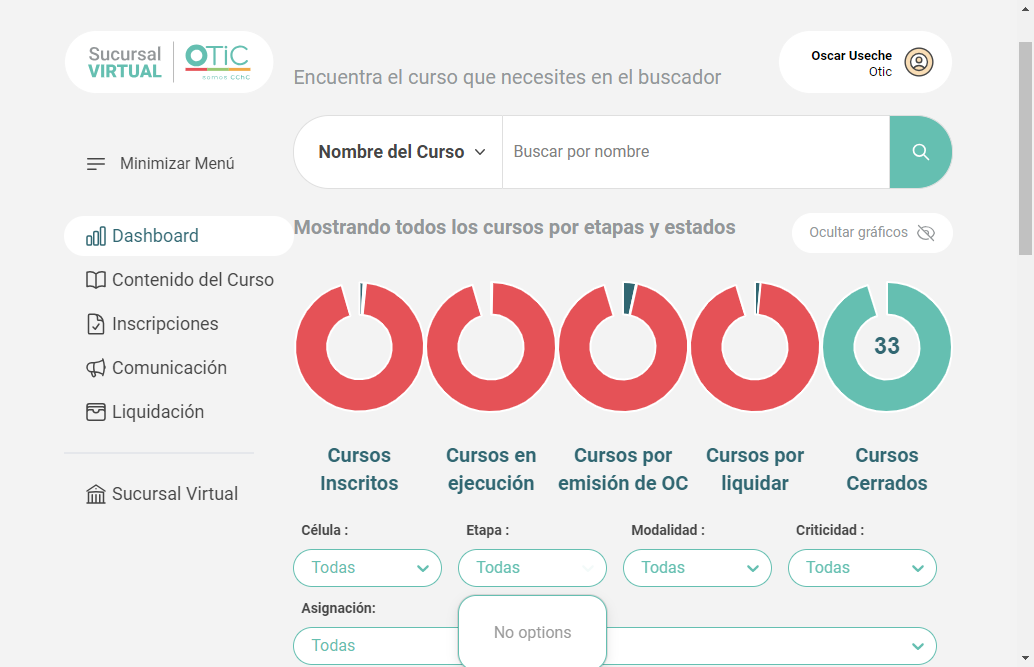 Sucursal
VIRTUAL
OTiC
somos CChC
Encuentra el curso que necesites en el buscador
Oscar Useche
Otic
Minimizar Menú
Nombre del Curso
Buscar por nombre
Dashboard
Contenido del Curso
Inscripciones
Comunicación
Liquidación
Sucursal Virtual
Mostrando todos los cursos por etapas y estados
Ocultar gráficos
33
Cursos
Inscritos
Cursos en
ejecución
Cursos por
emisión de OC
Cursos por
liquidar
Cursos
Cerrados
Célula :
Etapa :
Modalidad :
Criticidad :
Todas
Todas
Todas
Todas
Asignación:
Todas
No options